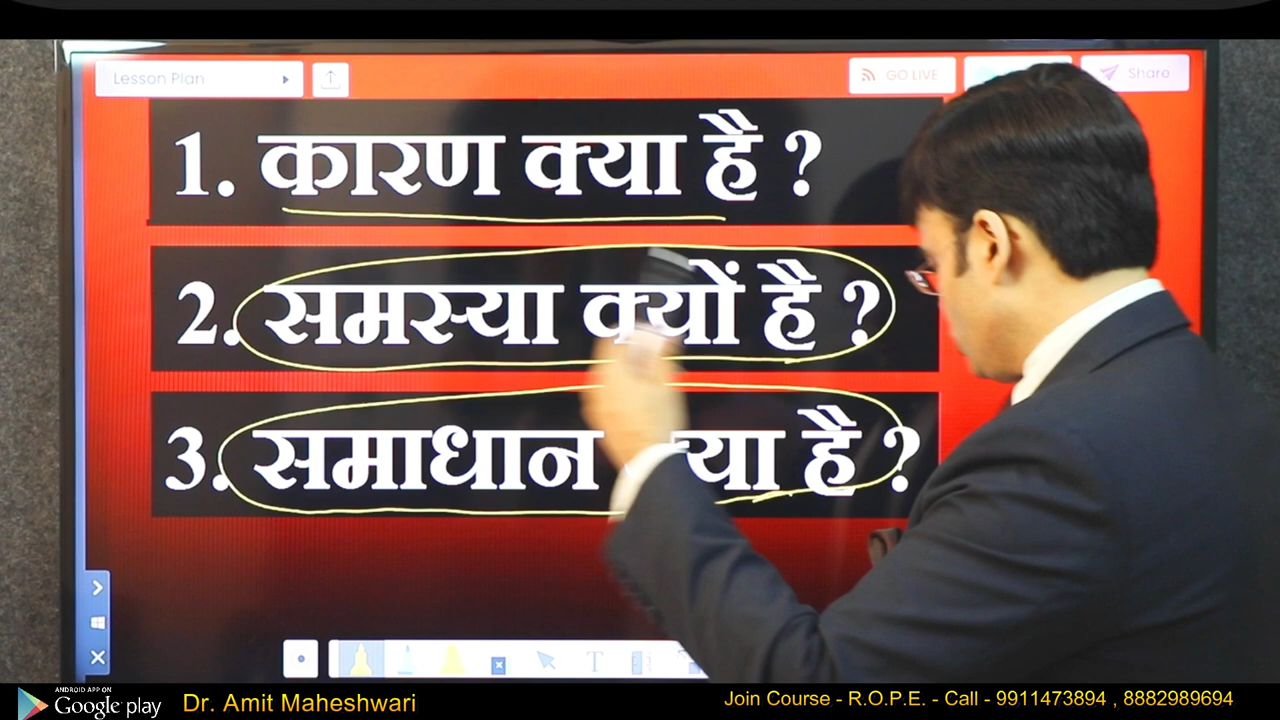 Lesson Plan
GO LIVE
Share
1. कारण क्या है ?
2. समस्या क्यों है ?
3. समाधान क्या है ?
T
ANDROID APP ON
Google play
Dr. Amit Maheshwari
Join Course - R.O.P.E. - Call - 9911473894 , 8882989694